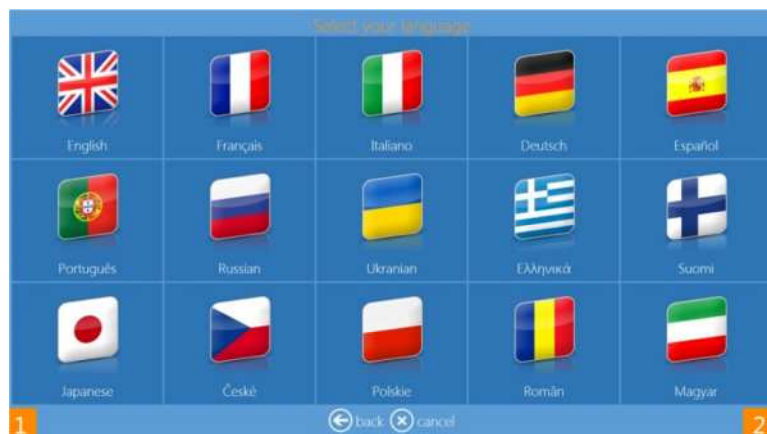 Select your language
English Français Italiano Deutsch Español
Português Russian Ukranian Ελληνικά Suomi
Japanese České Polskie Român Magyar
1 back cancel 2